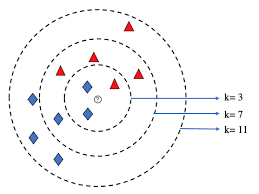 ?
k= 3
k= 7
k= 11